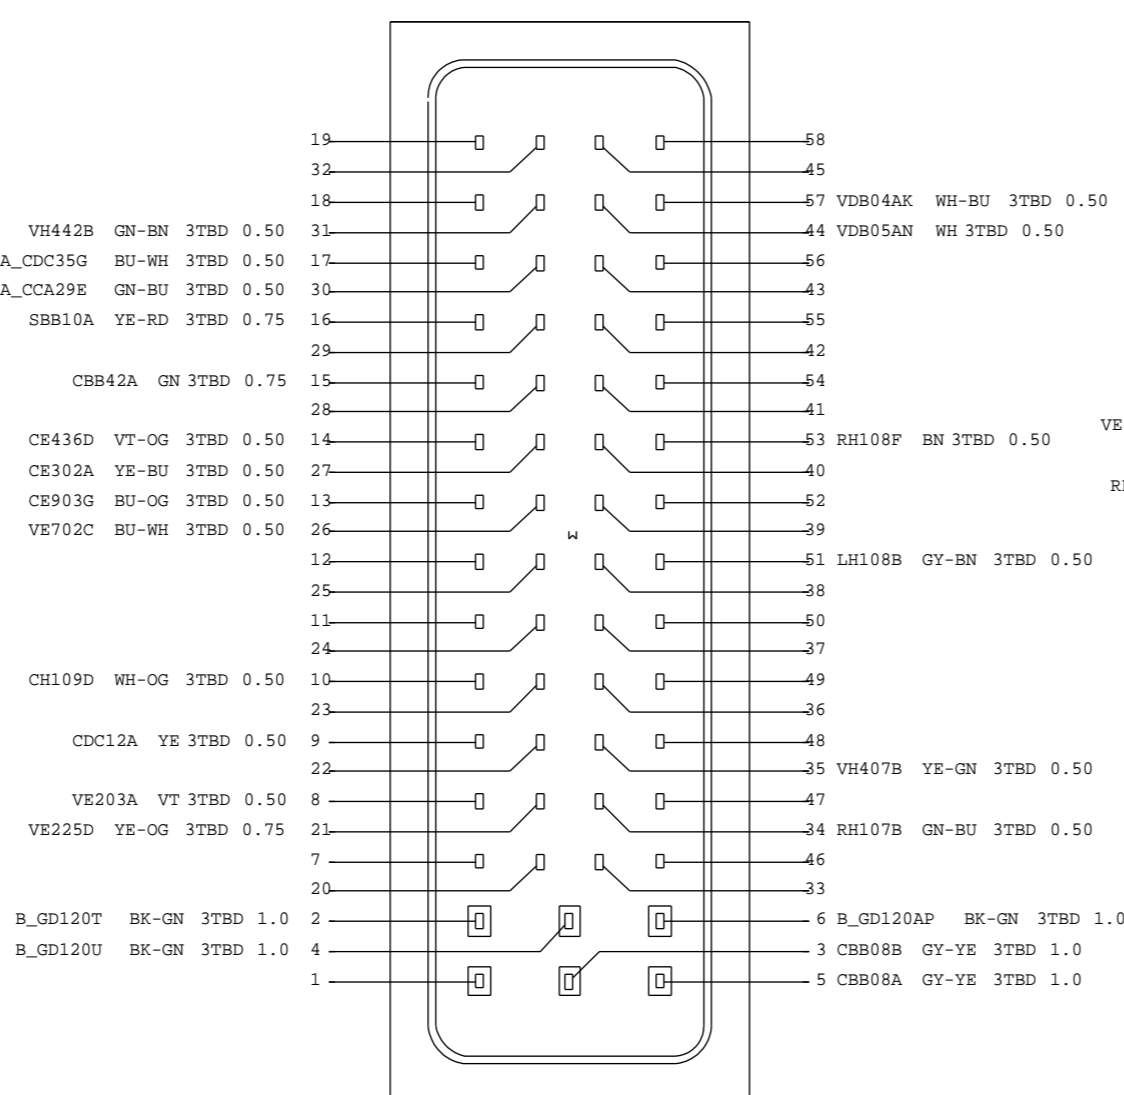 19 58
32 45
18 57 VDB04AK WH-BU 3TBD 0.50
VH442B GN-BN 3TBD 0.50 31 44 VDB05AN WH 3TBD 0.50
A_CDC35G BU-WH 3TBD 0.50 17 56
A_CCA29E GN-BU 3TBD 0.50 30 43
SBB10A YE-RD 3TBD 0.75 16 55
29 42
CBB42A GN 3TBD 0.75 15 54
28 41
VE
CE436D VT-OG 3TBD 0.50 14 53 RH108F BN 3TBD 0.50
CE302A YE-BU 3TBD 0.50 27 40
CE903G BU-OG 3TBD 0.50 13 52
VE702C BU-WH 3TBD 0.50 26 39
12 51 LH108B GY-BN 3TBD 0.50
25 38
11 50
24 37
CH109D WH-OG 3TBD 0.50 10 49
23 36
CDC12A YE 3TBD 0.50 9 48
22 35 VH407B YE-GN 3TBD 0.50
VE203A VT 3TBD 0.50 8 47
VE225D YE-OG 3TBD 0.75 21 34 RH107B GN-BU 3TBD 0.50
7 46
20 33
B_GD120T BK-GN 3TBD 1.0 2 6 B_GD120AP BK-GN 3TBD 1.0
B_GD120U BK-GN 3TBD 1.0 4 3 CBB08B GY-YE 3TBD 1.0
1 5 CBB08A GY-YE 3TBD 1.0